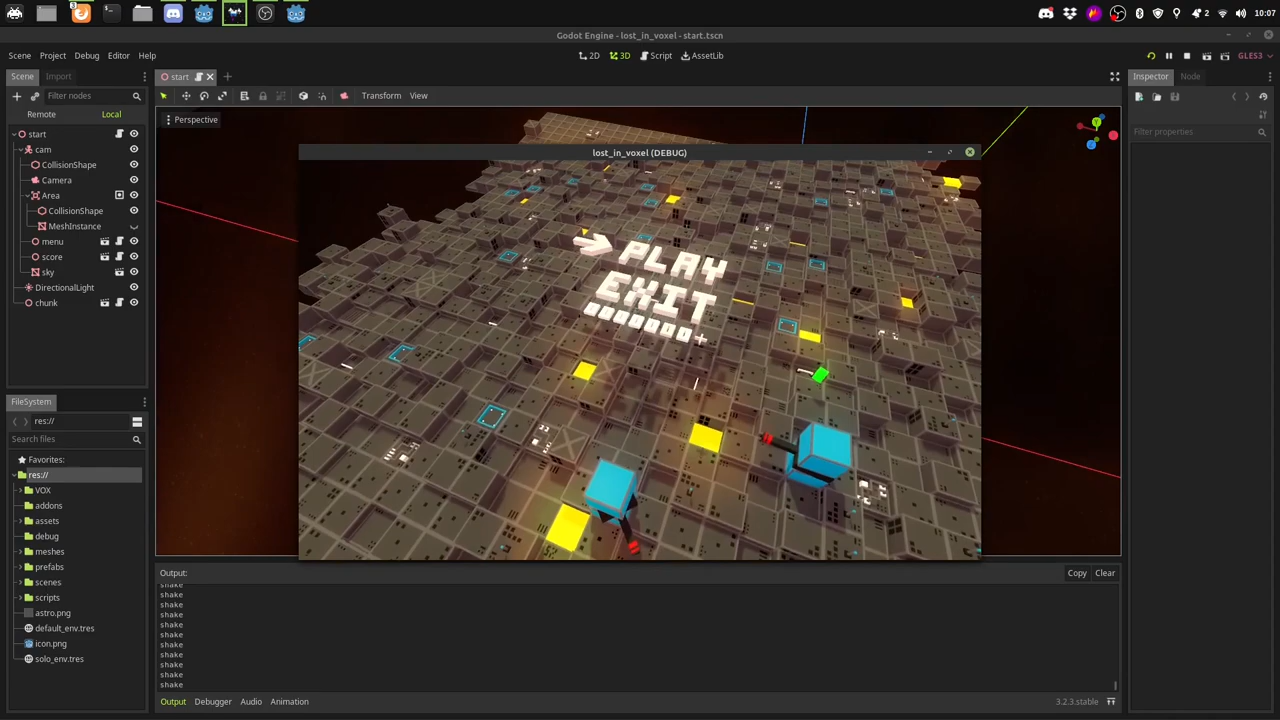 3
2
10:07
Godot Engine - lost_in_voxel - start.tscn
Scene Project Debug Editor Help
2D 3D Script AssetLib
GLES3
Scene Import
start
Inspector Node
Filter nodes
Transform View
Remote Local
Perspective
Filter properties
start
cam
CollisionShape
Camera
Area
CollisionShape
MeshInstance
menu
score
sky
DirectionalLight
chunk
lost_in_voxel (DEBUG)
PLAY
EXIT
0000000+
FileSystem
res://
Search files
Favorites:
res://
VOX
addons
assets
debug
meshes
prefabs
scenes
scripts
astro.png
default_env.tres
icon.png
solo_env.tres
Output:
Copy Clear
shake
shake
shake
shake
shake
shake
shake
shake
shake
shake
shake
Output Debugger Audio Animation
3.2.3.stable